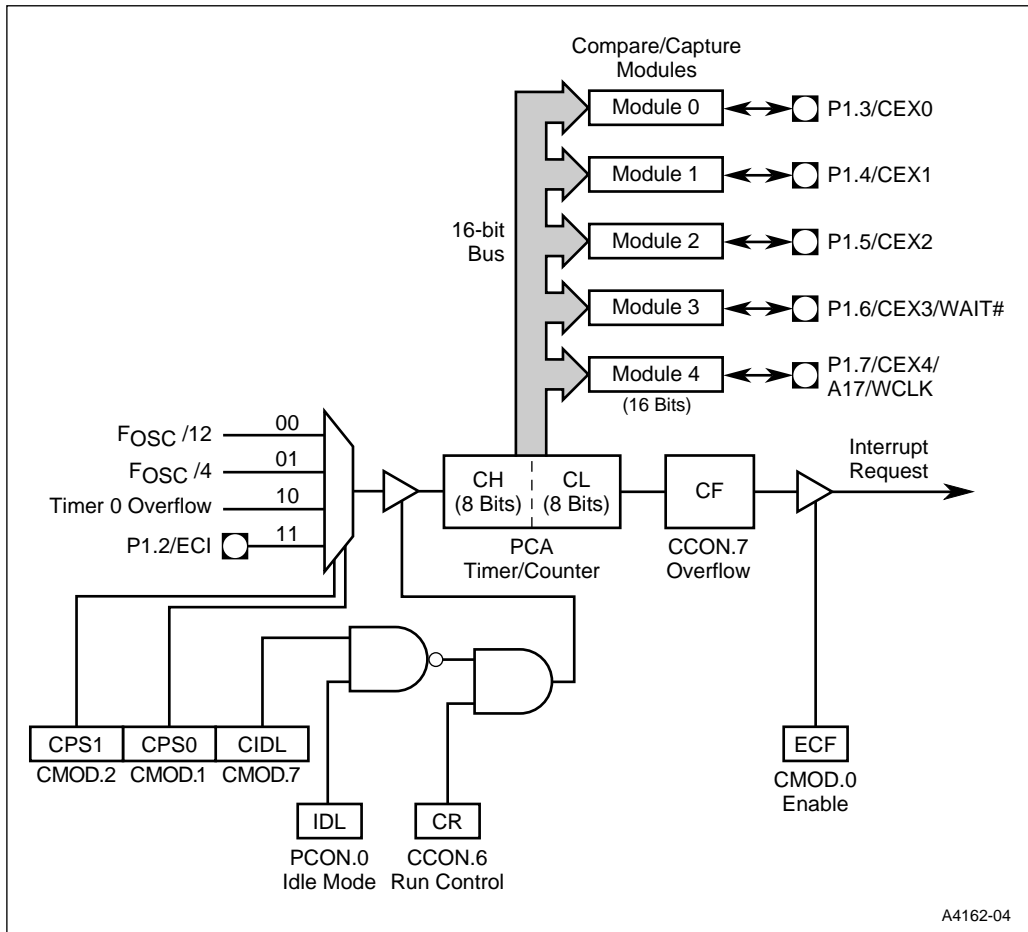 Compare/Capture
Modules
Module 0
P1.3/CEX0
Module 1
P1.4/CEX1
16-bit
Bus
Module 2
P1.5/CEX2
Module 3
P1.6/CEX3/WAIT#
Module 4
(16 Bits)
P1.7/CEX4/
A17/WCLK
FOSC /12
00
FOSC /4
01
Timer 0 Overflow
10
P1.2/ECI
11
CH
(8 Bits)
CL
(8 Bits)
PCA
Timer/Counter
CF
CCON.7
Overflow
Interrupt
Request
CPS1
CMOD.2
CPS0
CMOD.1
CIDL
CMOD.7
IDL
PCON.0
Idle Mode
CR
CCON.6
Run Control
ECF
CMOD.0
Enable
A4162-04